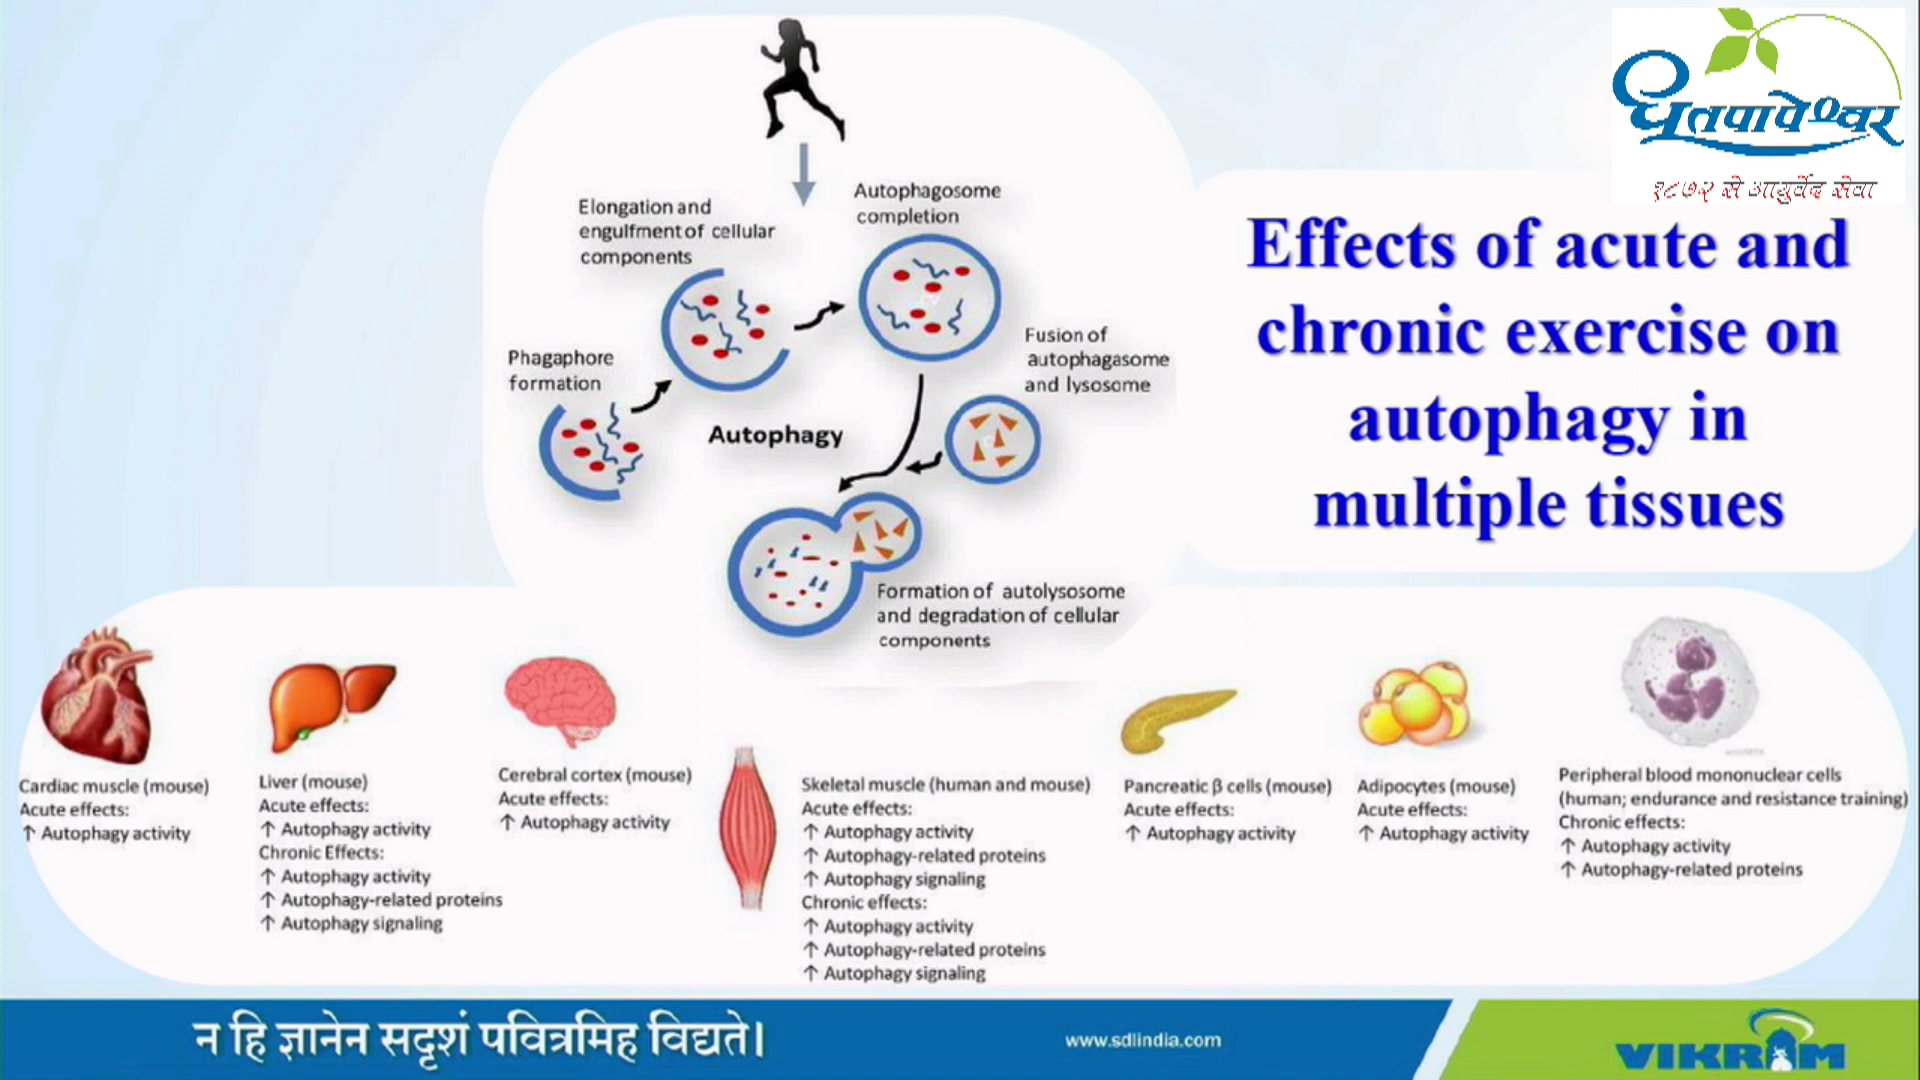 धूतपापेश्वर
१८७२ से आयुर्वेद सेवा
Effects of acute and
chronic exercise on
autophagy in
multiple tissues
Elongation and
engulfment of cellular
components
Autophagosome
completion
Phagaphore
formation
Fusion of
autophagasome
and lysosome
Autophagy
Formation of autolysosome
and degradation of cellular
components
Cardiac muscle (mouse)
Acute effects:
↑ Autophagy activity
Liver (mouse)
Acute effects:
↑ Autophagy activity
Chronic Effects:
↑ Autophagy activity
↑ Autophagy-related proteins
↑ Autophagy signaling
Cerebral cortex (mouse)
Acute effects:
↑ Autophagy activity
Skeletal muscle (human and mouse)
Acute effects:
↑ Autophagy activity
↑ Autophagy-related proteins
↑ Autophagy signaling
Chronic effects:
↑ Autophagy activity
↑ Autophagy-related proteins
↑ Autophagy signaling
Pancreatic β cells (mouse)
Acute effects:
↑ Autophagy activity
Adipocytes (mouse)
Acute effects:
↑ Autophagy activity
Peripheral blood mononuclear cells
(human; endurance and resistance training)
Chronic effects:
↑ Autophagy activity
↑ Autophagy-related proteins
न हि ज्ञानेन सदृशं पवित्रमिह विद्यते।
www.sdlindia.com
VIKRAM